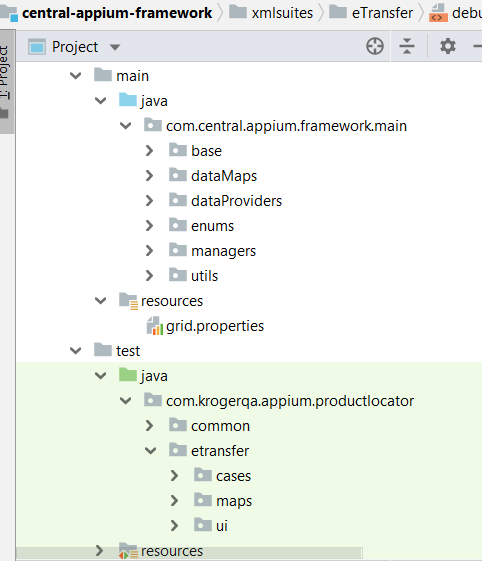 central-appium-framework xmlsuites eTransfer debu
1: Project
Project
main
java
com.central.appium.framework.main
base
dataMaps
dataProviders
enums
managers
utils
resources
grid.properties
test
java
com.krogerqa.appium.productlocator
common
etransfer
cases
maps
ui
resources